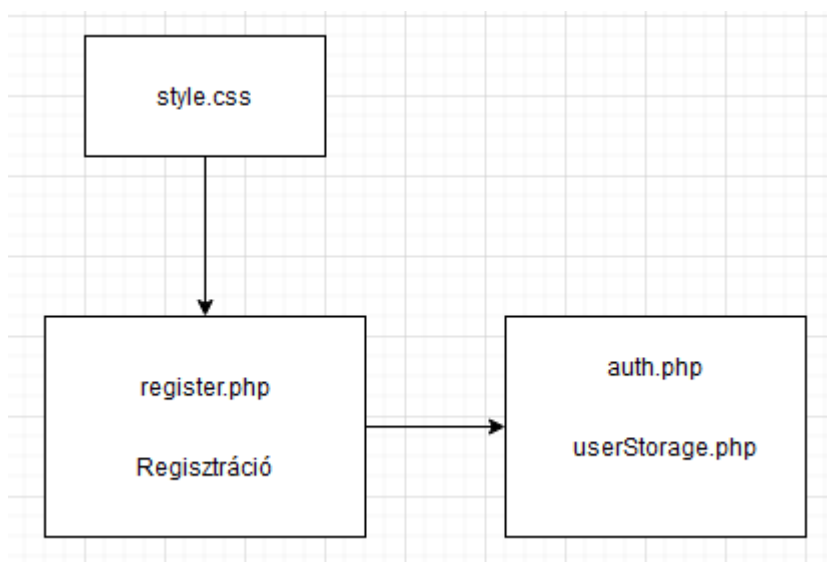 style.css
register.php
Regisztráció
auth.php
userStorage.php